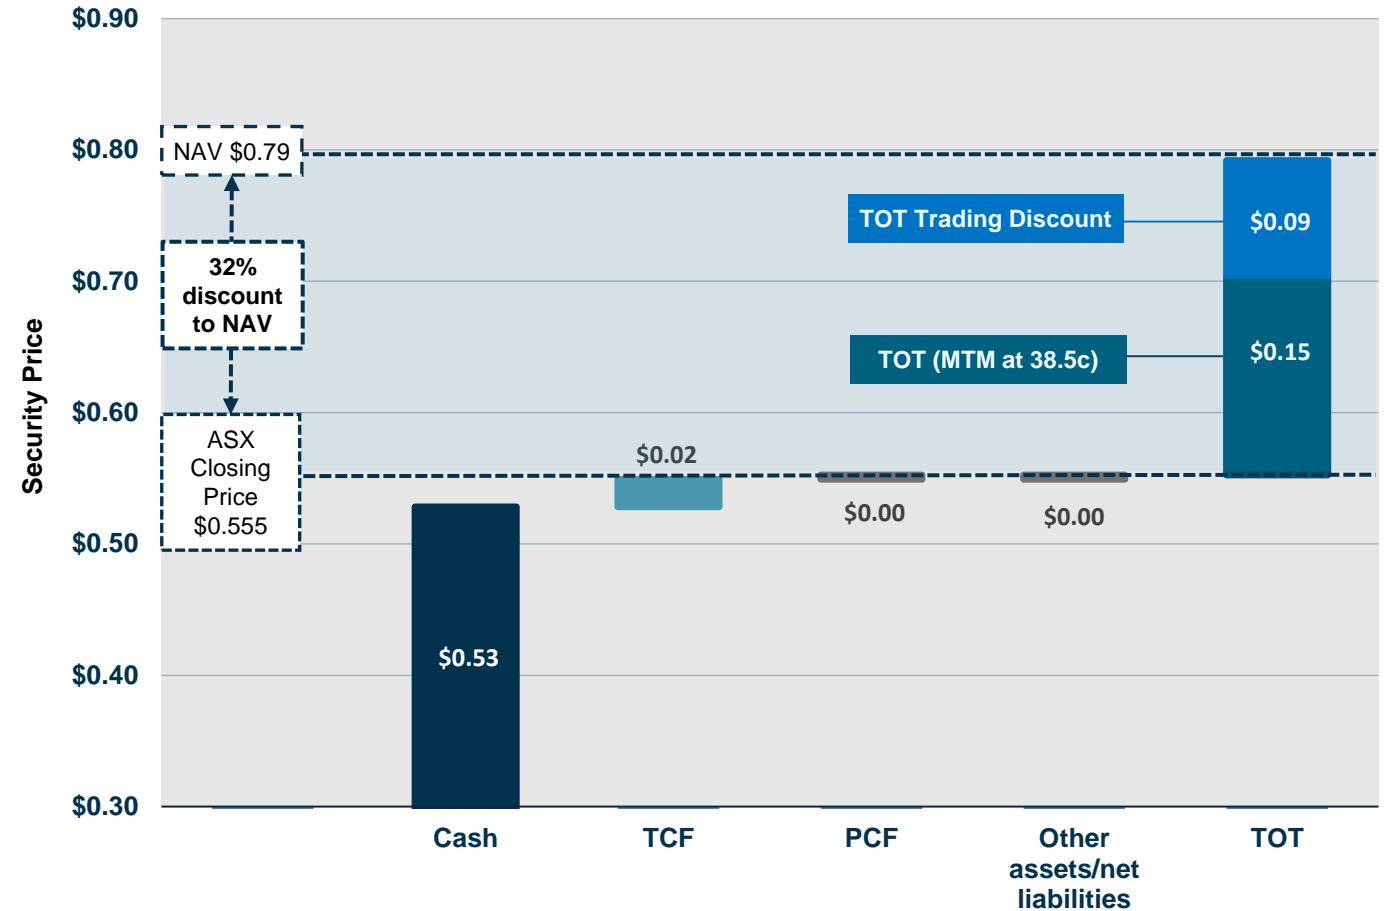 $0.90
$0.80
$0.70
$0.60
$0.50
$0.40
$0.30
Security Price
NAV $0.79
32%
discount
to NAV
ASX
Closing
Price
$0.555
$0.53
$0.02
$0.00
$0.00
TOT Trading Discount
$0.09
TOT (MTM at 38.5c)
$0.15
Cash
TCF
PCF
Other
assets/net
liabilities
TOT